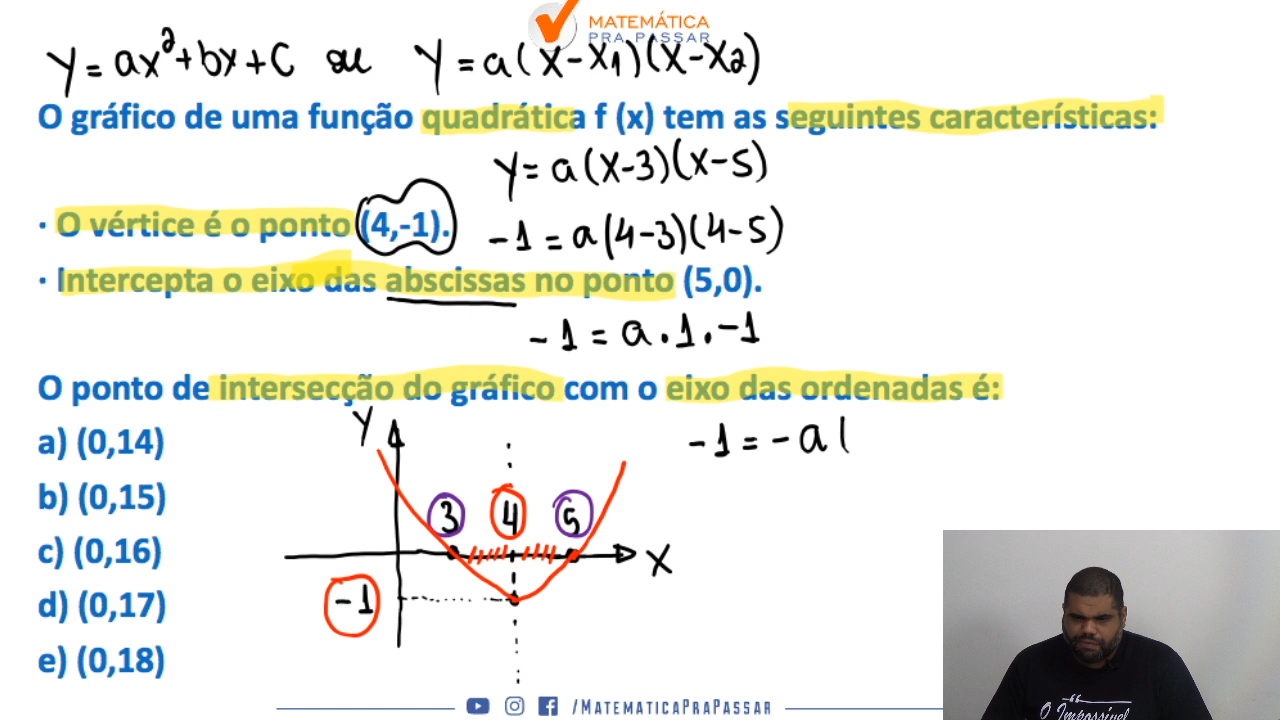 MATEMÁTICA
PRA PASSAR
y = ax²+bx+c ou y = a(x-x1)(x-x2)
O gráfico de uma função quadrática f (x) tem as seguintes características:
y = a(x-3)(x-5)
· O vértice é o ponto (4,-1).
-1 = a(4-3)(4-5)
· Intercepta o eixo das abscissas no ponto (5,0).
-1 = a.1.-1
O ponto de intersecção do gráfico com o eixo das ordenadas é:
-1 = -a (
a) (0,14)
b) (0,15)
c) (0,16)
d) (0,17)
e) (0,18)
y
3 4 5
x
-1
/MatematicaPraPassar
O Impossível